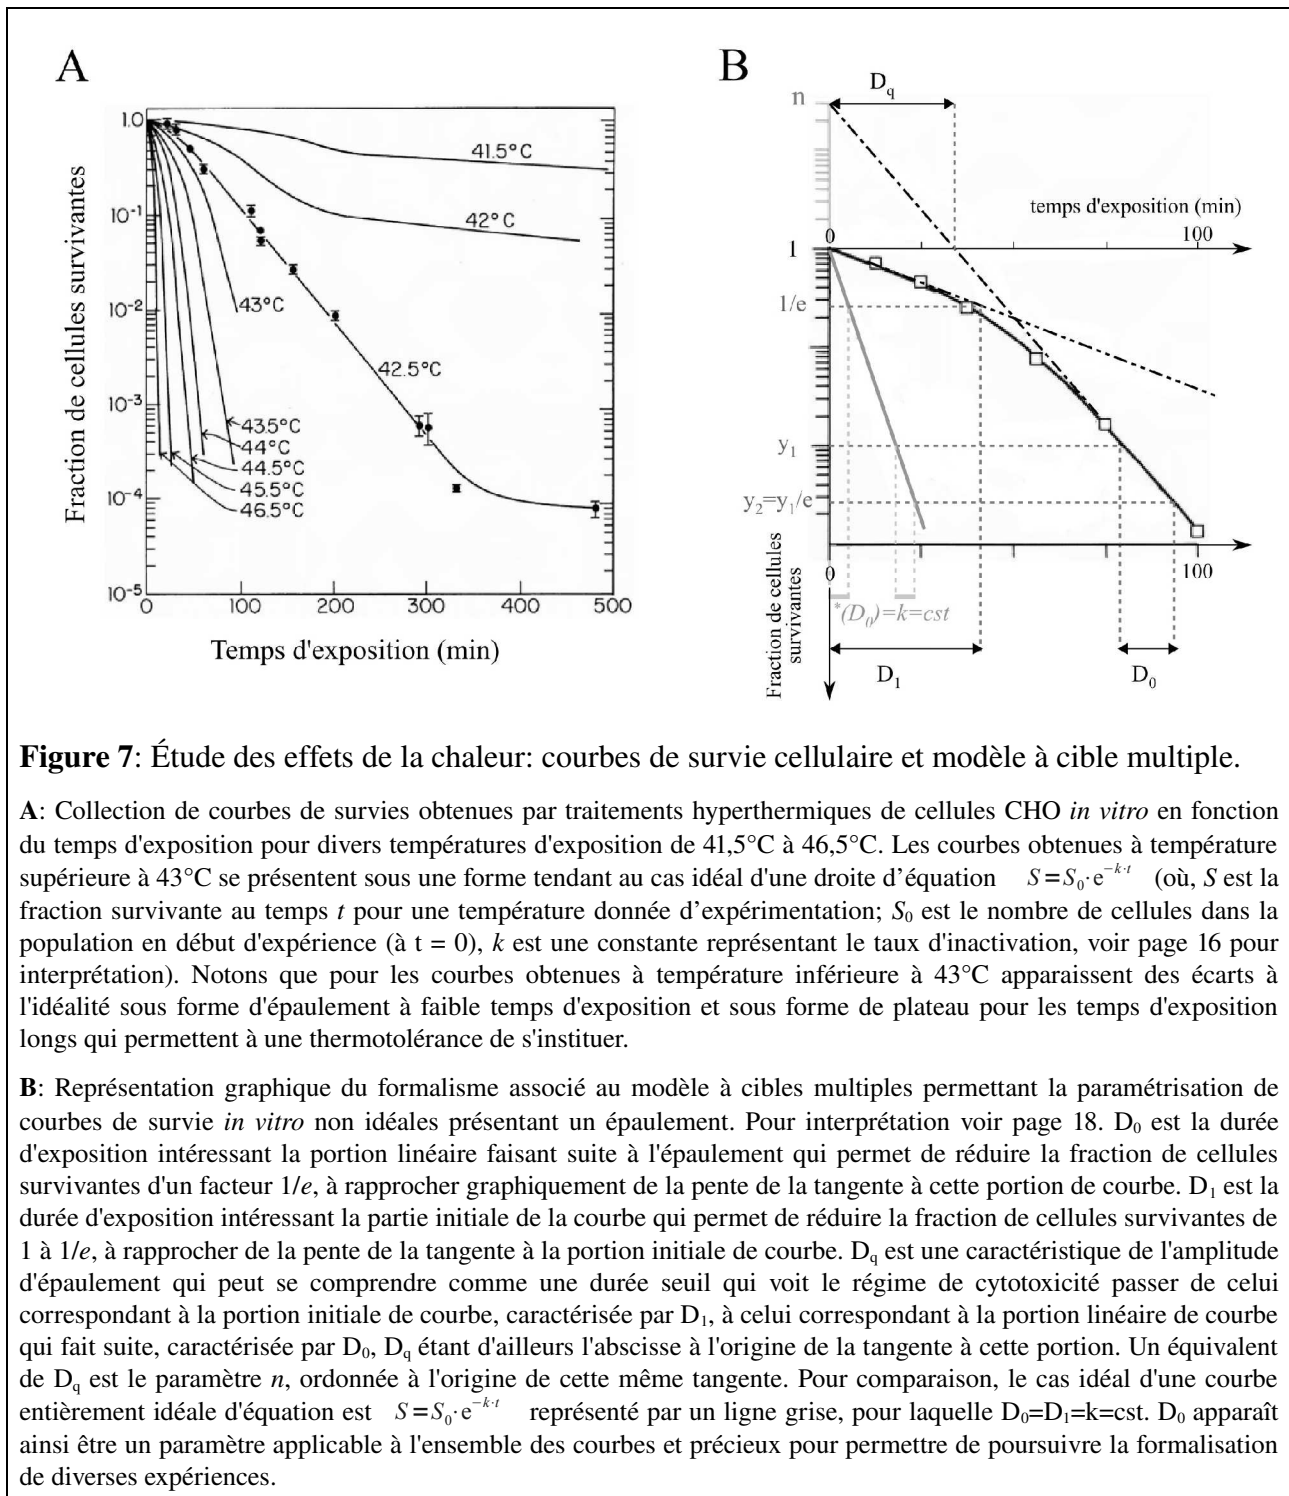 A
B
1.0
10-1
10-2
10-3
10-4
10-5
0
100
200
300
400
500
41.5°C
42°C
43°C
42.5°C
43.5°C
44°C
44.5°C
45.5°C
46.5°C
Fraction de cellules survivantes
Temps d'exposition (min)
n
Dq
temps d'exposition (min)
0
100
1
1/e
y1
y2=y1/e
0
100
*(D0)=k=cst
D1
D0
Fraction de cellules
survivantes
Figure 7: Étude des effets de la chaleur: courbes de survie cellulaire et modèle à cible multiple.
A: Collection de courbes de survies obtenues par traitements hyperthermiques de cellules CHO in vitro en fonction
du temps d'exposition pour divers températures d'exposition de 41,5°C à 46,5°C. Les courbes obtenues à température
supérieure à 43°C se présentent sous une forme tendant au cas idéal d'une droite d'équation S=S0·e−k·t (où, S est la
fraction survivante au temps t pour une température donnée d'expérimentation; S0 est le nombre de cellules dans la
population en début d'expérience (à t = 0), k est une constante représentant le taux d'inactivation, voir page 16 pour
interprétation). Notons que pour les courbes obtenues à température inférieure à 43°C apparaissent des écarts à
l'idéalité sous forme d'épaulement à faible temps d'exposition et sous forme de plateau pour les temps d'exposition
longs qui permettent à une thermotolérance de s'instituer.
B: Représentation graphique du formalisme associé au modèle à cibles multiples permettant la paramétrisation de
courbes de survie in vitro non idéales présentant un épaulement. Pour interprétation voir page 18. D0 est la durée
d'exposition intéressant la portion linéaire faisant suite à l'épaulement qui permet de réduire la fraction de cellules
survivantes d'un facteur 1/e, à rapprocher graphiquement de la pente de la tangente à cette portion de courbe. D1 est la
durée d'exposition intéressant la partie initiale de la courbe qui permet de réduire la fraction de cellules survivantes de
1 à 1/e, à rapprocher de la pente de la tangente à la portion initiale de courbe. Dq est une caractéristique de l'amplitude
d'épaulement qui peut se comprendre comme une durée seuil qui voit le régime de cytotoxicité passer de celui
correspondant à la portion initiale de courbe, caractérisée par D1, à celui correspondant à la portion linéaire de courbe
qui fait suite, caractérisée par D0, Dq étant d'ailleurs l'abscisse à l'origine de la tangente à cette portion. Un équivalent
de Dq est le paramètre n, ordonnée à l'origine de cette même tangente. Pour comparaison, le cas idéal d'une courbe
entièrement idéale d'équation est S=S0·e−k·t représenté par un ligne grise, pour laquelle D0=D1=k=cst. D0 apparaît
ainsi être un paramètre applicable à l'ensemble des courbes et précieux pour permettre de poursuivre la formalisation
de diverses expériences.